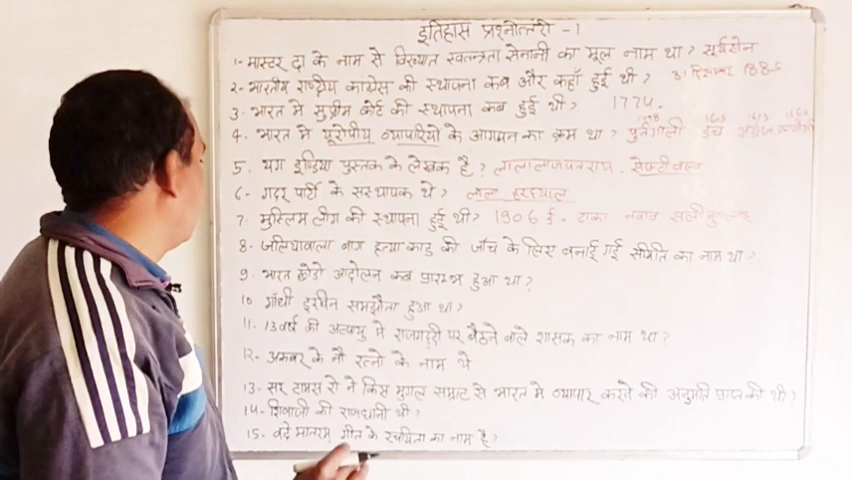 इतिहास प्रश्नोत्तरी -1
1- मास्टर दा के नाम से विख्यात स्वतन्त्रता सेनानी का मूल नाम था ? सूर्यसेन
2- भारतीय राष्ट्रीय कांग्रेस की स्थापना कब और कहाँ हुई थी ? 31 दिसम्बर 1885
3- भारत मे सुप्रीम कोर्ट की स्थापना कब हुई थी ? 1774.
4- भारत मे यूरोपीय व्यापारियो के आगमन का क्रम था ? पुर्तगाली 1498 डच अंग्रेज
5. यंग इण्डिया पुस्तक के लेखक है ? लाला लाजपतराय.
6- गदर पार्टी के संस्थापक थे ? लाला हरदयाल
7- मुस्लिम लीग की स्थापना हुई थी ? 1906 ई. ढाका नवाब
8- जलियावाला बाग हत्या कांड की जाँच के लिए बनाई गई समिति का नाम था ?
9- भारत छोडो आंदोलन कब प्रारम्भ हुआ था ?
10 गाँधी इरविन समझौता हुआ था ?
11. 13 वर्ष की अल्पायु मे राजगद्दी पर बैठने वाले शासक का नाम था ?
12- अकबर के नौ रत्नो के नाम थे
13- सर टामस रो ने किस मुगल सम्राट से भारत मे व्यापार करने की अनुमति प्राप्त की थी ?
14- शिवाजी की राजधानी थी ?
15- वंदे मातरम् गीत के रचयिता का नाम है ?